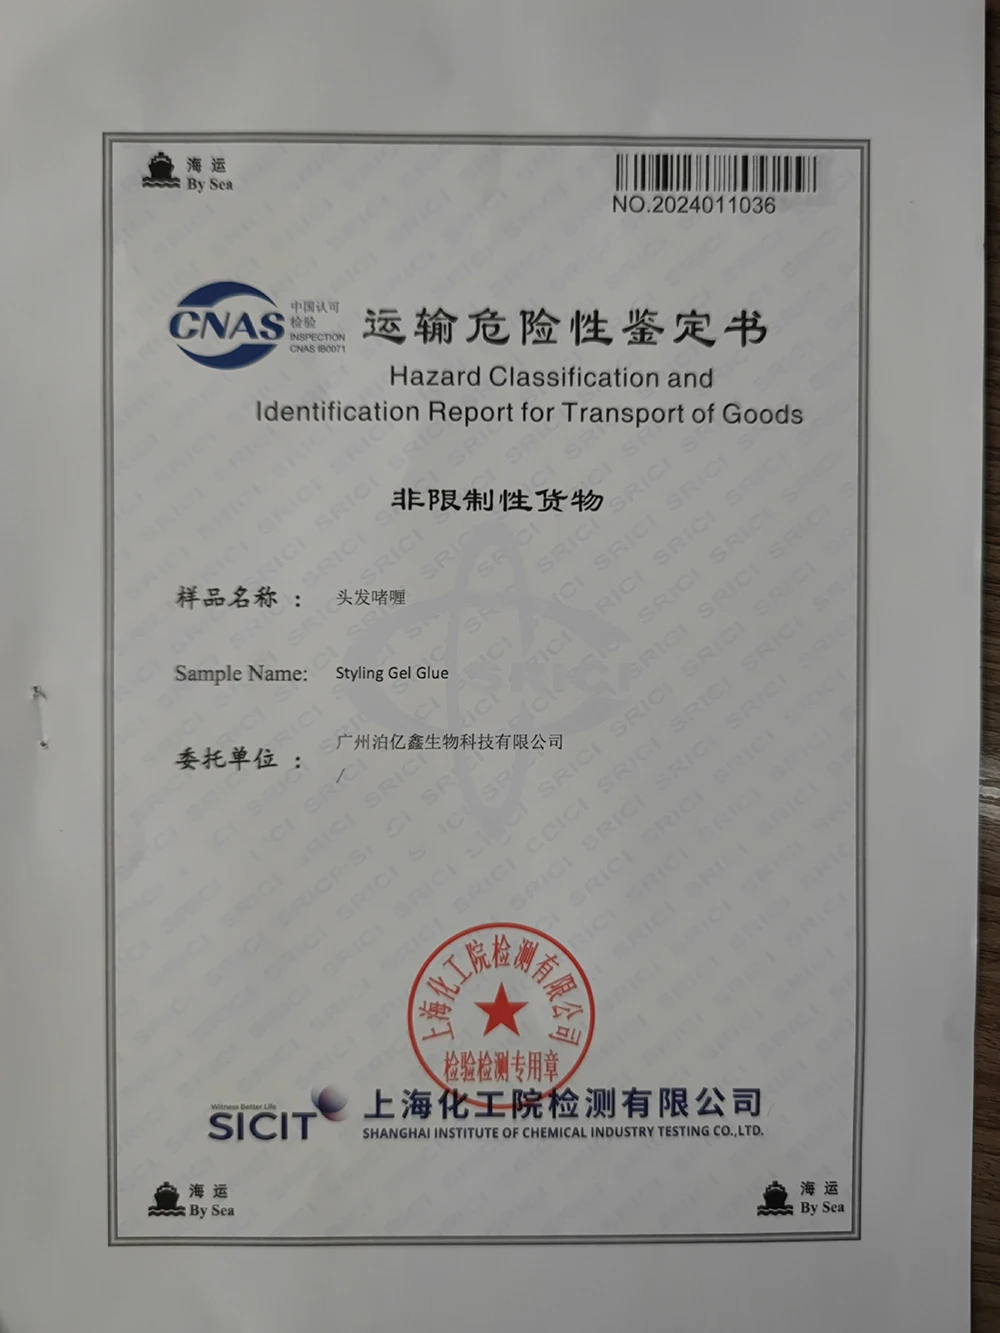 海运
By Sea
NO.2024011036
CNAS
中国认可
检验
INSPECTION
CNAS IB0071
运输危险性鉴定书
Hazard Classification and
Identification Report for Transport of Goods
非限制性货物
样品名称 : 头发啫喱
Sample Name: Styling Gel Glue
委托单位 : 广州泊亿鑫生物科技有限公司
/
SRICI
上海化工院检测有限公司
检验检测专用章
Witness Better Life
SICIT
上海化工院检测有限公司
SHANGHAI INSTITUTE OF CHEMICAL INDUSTRY TESTING CO.,LTD.
海运
By Sea
海运
By Sea